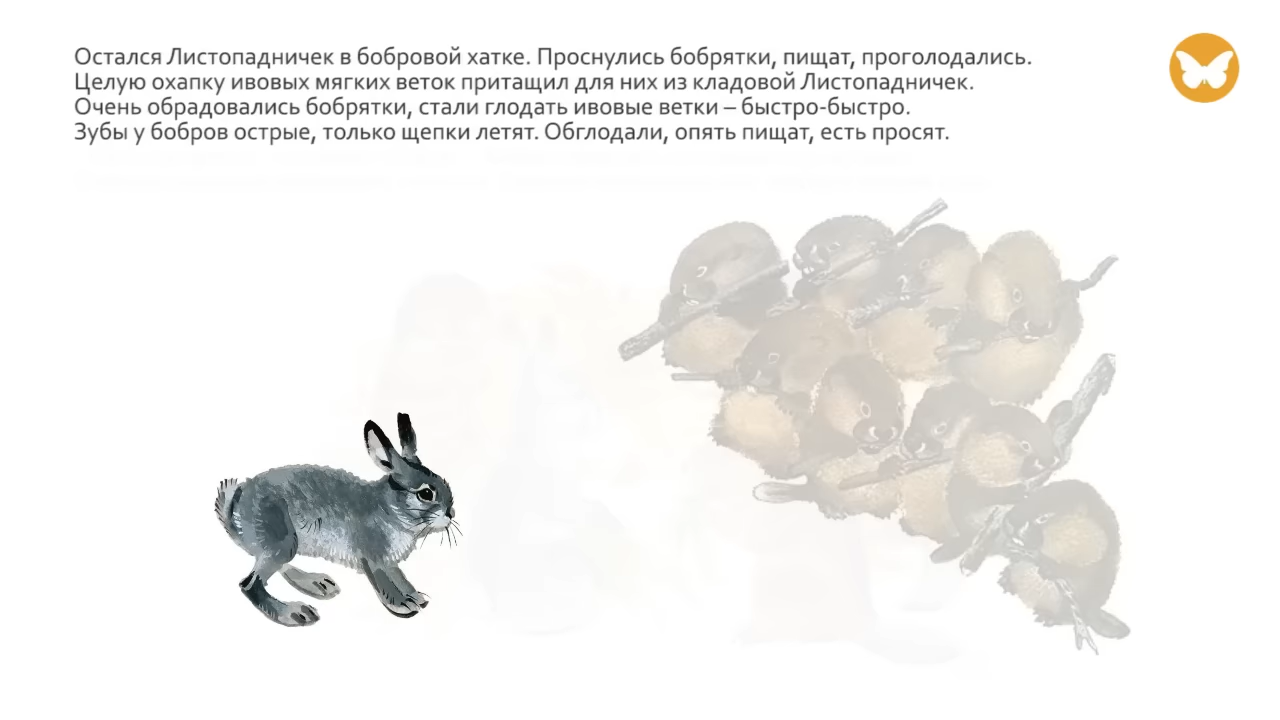 Остался Листопадничек в бобровой хатке. Проснулись бобрятки, пищат, проголодались.
Целую охапку ивовых мягких веток притащил для них из кладовой Листопадничек.
Очень обрадовались бобрятки, стали глодать ивовые ветки – быстро-быстро.
Зубы у бобров острые, только щепки летят. Обглодали, опять пищат, есть просят.